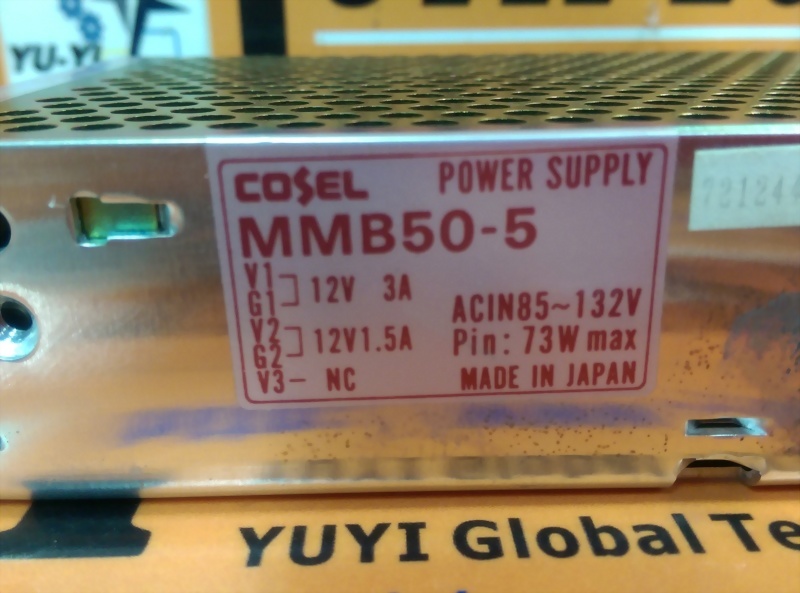 YU-YI
COSEL POWER SUPPLY
MMB50-5
V1
G1 12V 3A
ACIN85~132V
V2
G2 12V1.5A
Pin: 73W max
V3- NC
MADE IN JAPAN
YUYI Global Te